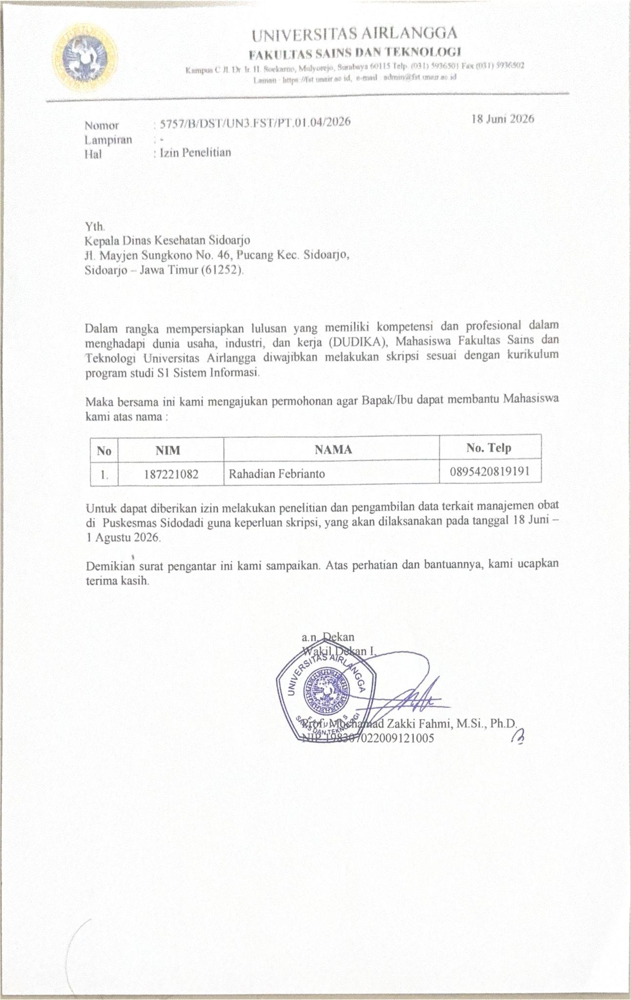 UNIVERSITAS AIRLANGGA
FAKULTAS SAINS DAN TEKNOLOGI
Kampus C Jl. Dr. Ir. H. Soekarno, Mulyorejo, Surabaya 60115 Telp. (031) 5936501 Fax (031) 5936502
Laman : https://fst.unair.ac.id, e-mail : admin@fst.unair.ac.id
Nomor : 5757/B/DST/UN3.FST/PT.01.04/2026 18 Juni 2026
Lampiran : -
Hal : Izin Penelitian
Yth.
Kepala Dinas Kesehatan Sidoarjo
Jl. Mayjen Sungkono No. 46, Pucang Kec. Sidoarjo,
Sidoarjo – Jawa Timur (61252).
Dalam rangka mempersiapkan lulusan yang memiliki kompetensi dan profesional dalam
menghadapi dunia usaha, industri, dan kerja (DUDIKA), Mahasiswa Fakultas Sains dan
Teknologi Universitas Airlangga diwajibkan melakukan skripsi sesuai dengan kurikulum
program studi S1 Sistem Informasi.
Maka bersama ini kami mengajukan permohonan agar Bapak/Ibu dapat membantu Mahasiswa
kami atas nama :
No NIM NAMA No. Telp
1. 187221082 Rahadian Febrianto 0895420819191
Untuk dapat diberikan izin melakukan penelitian dan pengambilan data terkait manajemen obat
di Puskesmas Sidodadi guna keperluan skripsi, yang akan dilaksanakan pada tanggal 18 Juni –
1 Agustu 2026.
Demikian surat pengantar ini kami sampaikan. Atas perhatian dan bantuannya, kami ucapkan
terima kasih.
a.n. Dekan
Wakil Dekan I,
UNIVERSITAS AIRLANGGA
FAKULTAS
SAINS DAN TEKNOLOGI
Prof. Mochamad Zakki Fahmi, M.Si., Ph.D.
NIP 198307022009121005